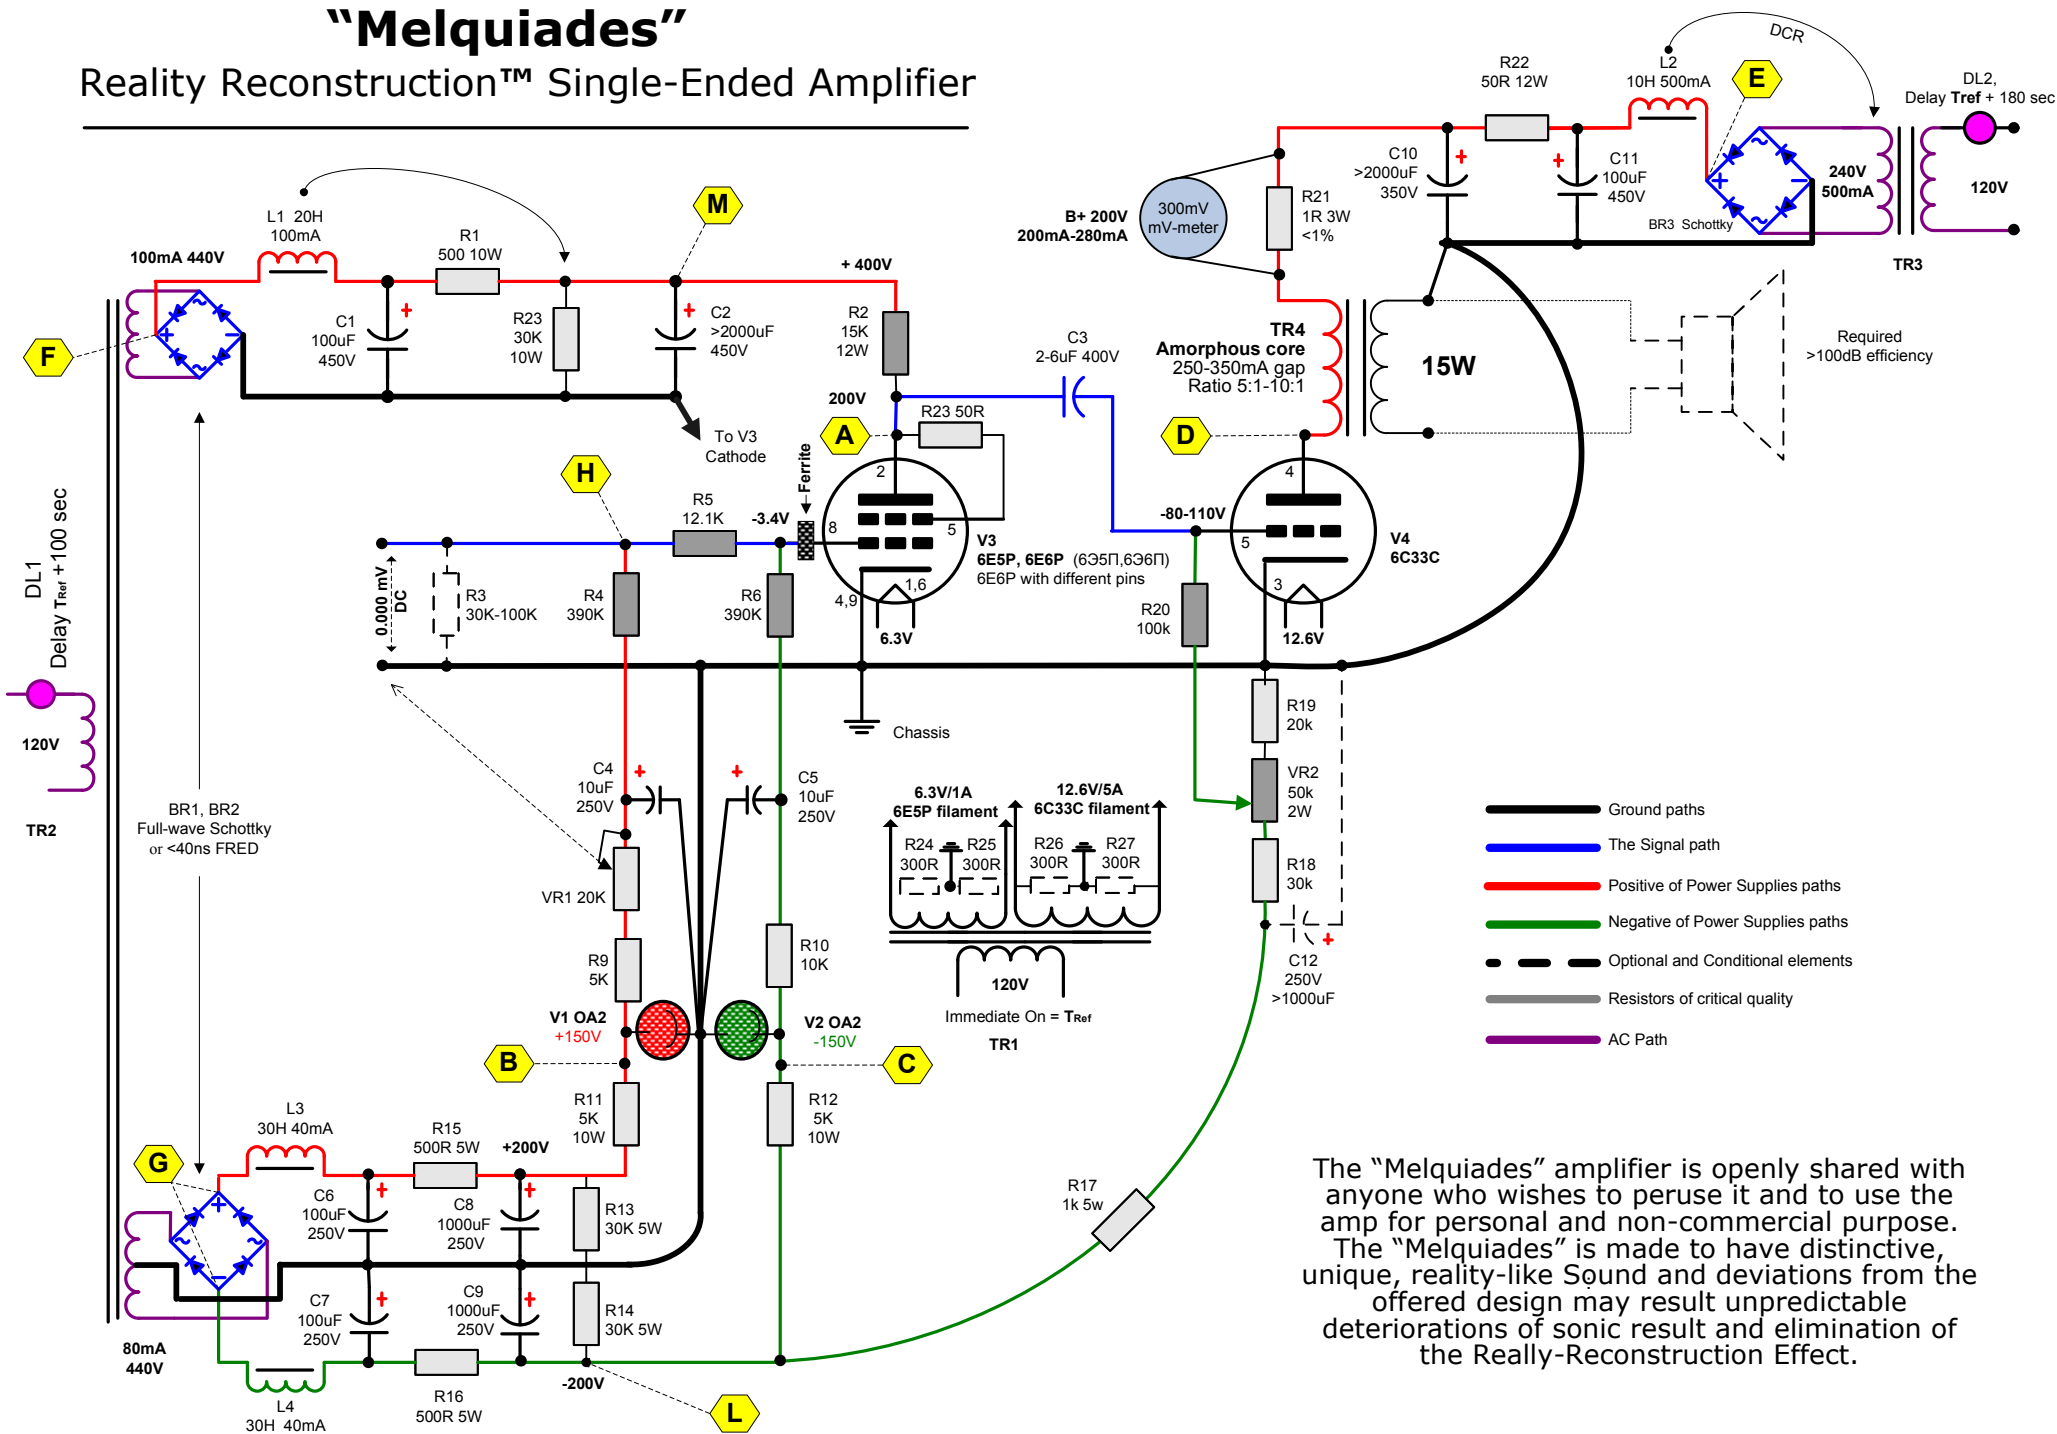 “Melquiades”
Reality Reconstruction™ Single-Ended Amplifier
DCR
L2
10H 500mA
R22
50R 12W
E
DL2,
Delay Tref + 180 sec
C10
>2000uF
350V
+
+
C11
100uF
450V
~
+
−
~
BR3 Schottky
240V
500mA
120V
TR3
300mV
mV-meter
B+ 200V
200mA-280mA
R21
1R 3W
<1%
L1 20H
100mA
100mA 440V
R1
500 10W
M
+ 400V
F
~
+
−
~
C1
100uF
450V
+
R23
30K
10W
+
C2
>2000uF
450V
R2
15K
12W
C3
2-6uF 400V
TR4
Amorphous core
250-350mA gap
Ratio 5:1-10:1
15W
Required
>100dB efficiency
200V
A
R23 50R
D
To V3
Cathode
H
Ferrite
R5
12.1K
-3.4V
8
2
5
1,6
4,9
6.3V
V3
6E5P, 6E6P (6Э5П,6Э6П)
6E6P with different pins
-80-110V
4
5
3
12.6V
V4
6C33C
DL1
Delay TRef +100 sec
0.000 mV
DC
R3
30K-100K
R4
390K
R6
390K
R20
100k
120V
TR2
Chassis
R19
20k
VR2
50k
2W
R18
30k
C12
250V
>1000uF
+
BR1, BR2
Full-wave Schottky
or <40ns FRED
C4
10uF
250V
+
+
C5
10uF
250V
VR1 20K
R9
5K
R10
10K
6.3V/1A
6E5P filament
12.6V/5A
6C33C filament
R24
300R
R25
300R
R26
300R
R27
300R
120V
Immediate On = TRef
TR1
Ground paths
The Signal path
Positive of Power Supplies paths
Negative of Power Supplies paths
Optional and Conditional elements
Resistors of critical quality
AC Path
V1 OA2
+150V
V2 OA2
-150V
B
C
R11
5K
10W
R12
5K
10W
L3
30H 40mA
R15
500R 5W
+200V
G
+
~
~
−
C6
100uF
250V
+
C8
1000uF
250V
+
R13
30K 5W
R17
1k 5w
C7
100uF
250V
+
C9
1000uF
250V
+
R14
30K 5W
80mA
440V
L4
30H 40mA
R16
500R 5W
-200V
L
The “Melquiades” amplifier is openly shared with
anyone who wishes to peruse it and to use the
amp for personal and non-commercial purpose.
The “Melquiades” is made to have distinctive,
unique, reality-like Sound and deviations from the
offered design may result unpredictable
deteriorations of sonic result and elimination of
the Really-Reconstruction Effect.